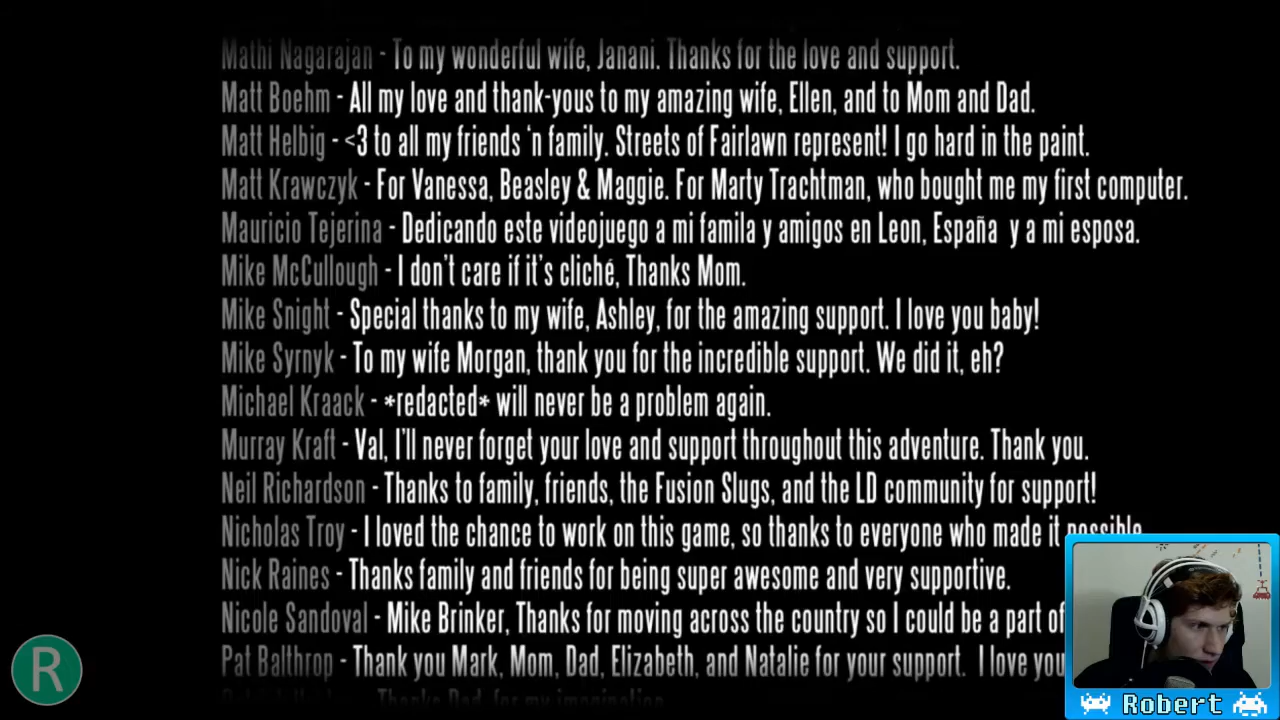 Mathi Nagarajan - To my wonderful wife, Janani. Thanks for the love and support.
Matt Boehm - All my love and thank-yous to my amazing wife, Ellen, and to Mom and Dad.
Matt Helbig - <3 to all my friends 'n family. Streets of Fairlawn represent! I go hard in the paint.
Matt Krawczyk - For Vanessa, Beasley & Maggie. For Marty Trachtman, who bought me my first computer.
Mauricio Tejerina - Dedicando este videojuego a mi famila y amigos en Leon, España y a mi esposa.
Mike McCullough - I don't care if it's cliché, Thanks Mom.
Mike Snight - Special thanks to my wife, Ashley, for the amazing support. I love you baby!
Mike Syrnyk - To my wife Morgan, thank you for the incredible support. We did it, eh?
Michael Kraack - *redacted* will never be a problem again.
Murray Kraft - Val, I'll never forget your love and support throughout this adventure. Thank you.
Neil Richardson - Thanks to family, friends, the Fusion Slugs, and the LD community for support!
Nicholas Troy - I loved the chance to work on this game, so thanks to everyone who made it possible
Nick Raines - Thanks family and friends for being super awesome and very supportive.
Nicole Sandoval - Mike Brinker, Thanks for moving across the country so I could be a part of
Pat Balthrop - Thank you Mark, Mom, Dad, Elizabeth, and Natalie for your support. I love you
Thanks Dad, for my imagination
R
Robert